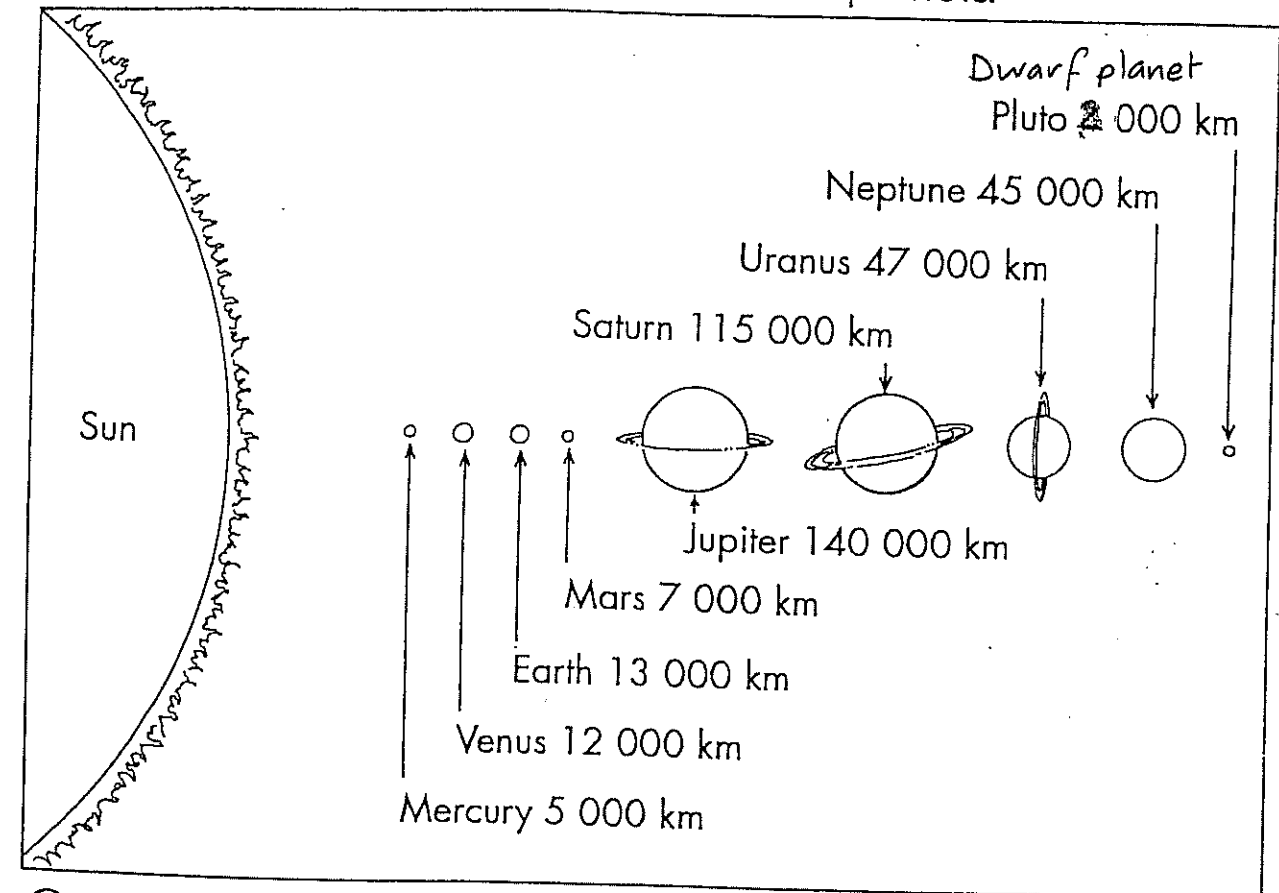 Dwarf planet
Pluto 2 000 km
Neptune 45 000 km
Uranus 47 000 km
Saturn 115 000 km
Sun
Jupiter 140 000 km
Mars 7 000 km
Earth 13 000 km
Venus 12 000 km
Mercury 5 000 km